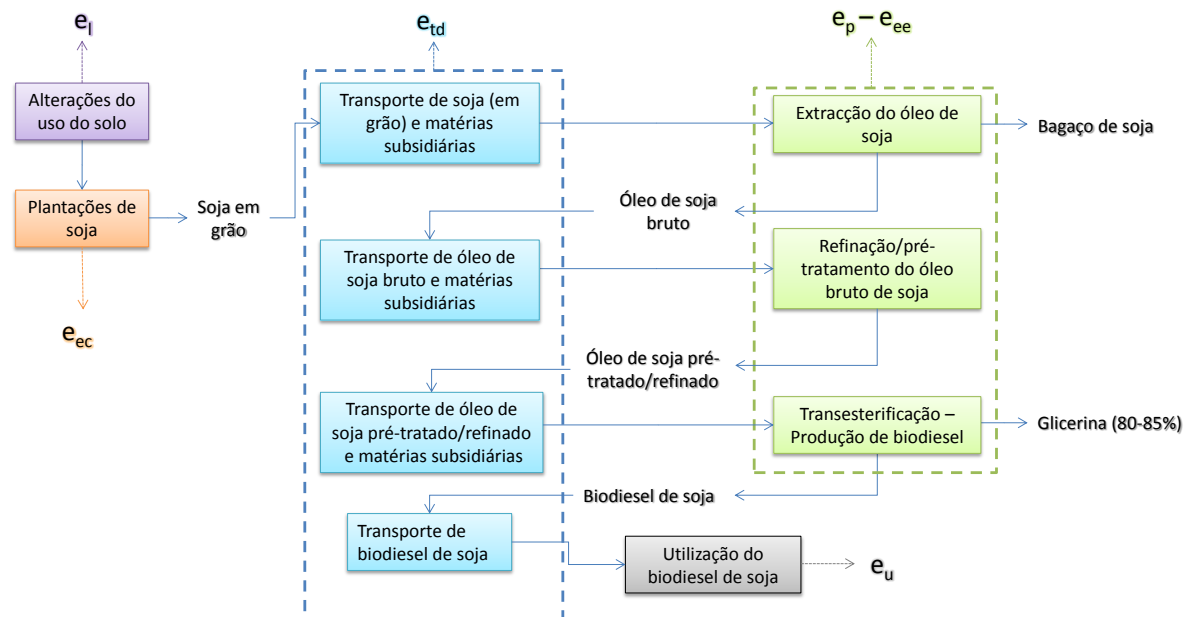 e_l
e_td
e_p – e_ee
Alterações do
uso do solo
Transporte de soja (em
grão) e matérias
subsidiárias
Extracção do óleo de
soja
Bagaço de soja
Plantações de
soja
Soja em
grão
Óleo de soja
bruto
Transporte de óleo de
soja bruto e matérias
subsidiárias
Refinação/pré-
tratamento do óleo
bruto de soja
e_ec
Óleo de soja pré-
tratado/refinado
Transporte de óleo de
soja pré-tratado/refinado
e matérias subsidiárias
Transesterificação –
Produção de biodiesel
Glicerina (80-85%)
Biodiesel de soja
Transporte de
biodiesel de soja
Utilização do
biodiesel de soja
e_u